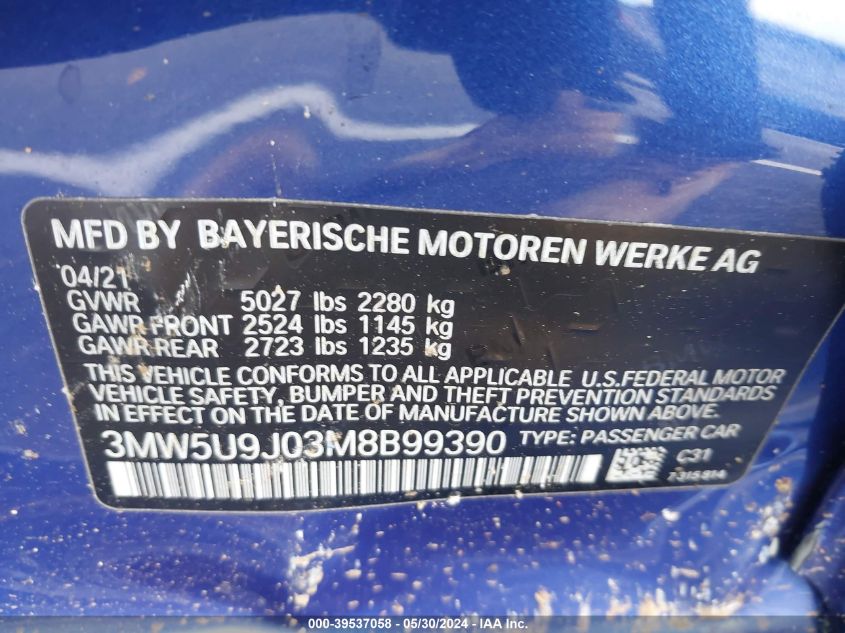 MFD BY BAYERISCHE MOTOREN WERKE AG
04/21
GVWR 5027 lbs 2280 kg
GAWR FRONT 2524 lbs 1145 kg
GAWR REAR 2723 lbs 1235 kg
THIS VEHICLE CONFORMS TO ALL APPLICABLE U.S.FEDERAL MOTOR
VEHICLE SAFETY, BUMPER AND THEFT PREVENTION STANDARDS
IN EFFECT ON THE DATE OF MANUFACTURE SHOWN ABOVE.
3MW5U9J03M8B99390 TYPE: PASSENGER CAR
C31
7315814
000-39537058 - 05/30/2024 - IAA Inc.